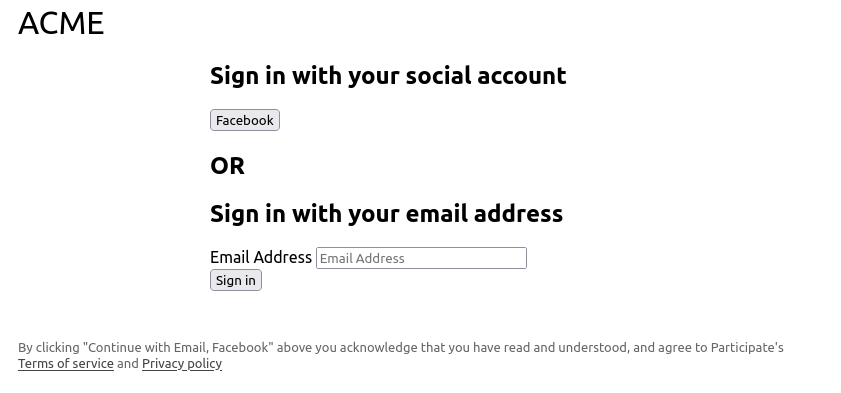 ACME
Sign in with your social account
Facebook
OR
Sign in with your email address
Email Address Email Address
Sign in
By clicking "Continue with Email, Facebook" above you acknowledge that you have read and understood, and agree to Participate's
Terms of service and Privacy policy